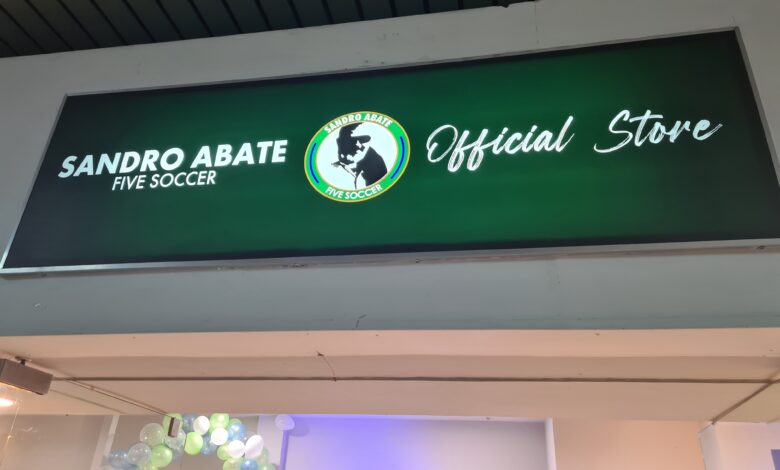 SANDRO ABATE
FIVE SOCCER
SANDRO ABATE
FIVE SOCCER
Official Store